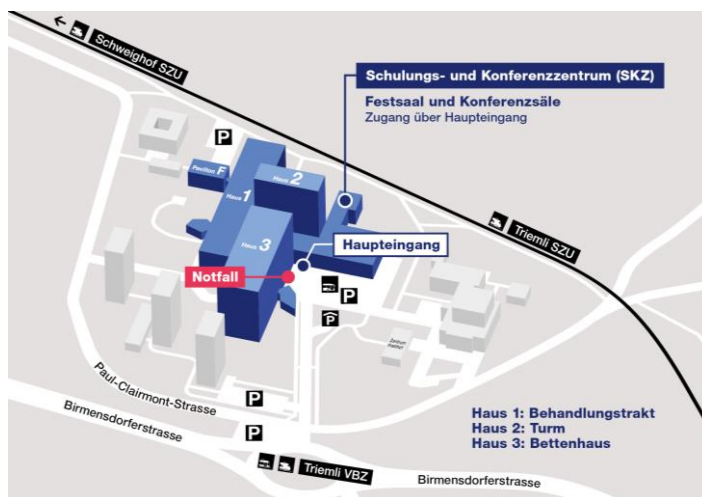 Schweighof SZU
Schulungs- und Konferenzzentrum (SKZ)
Festsaal und Konferenzsäle
Zugang über Haupteingang
P
Pavillon F
Haus 2
Haus 1
Haus 3
Triemli SZU
Haupteingang
Notfall
P
P
Zentrum
Paul-Clairmont-Strasse
P
Birmensdorferstrasse
P
Haus 1: Behandlungstrakt
Haus 2: Turm
Haus 3: Bettenhaus
Triemli VBZ
Birmensdorferstrasse